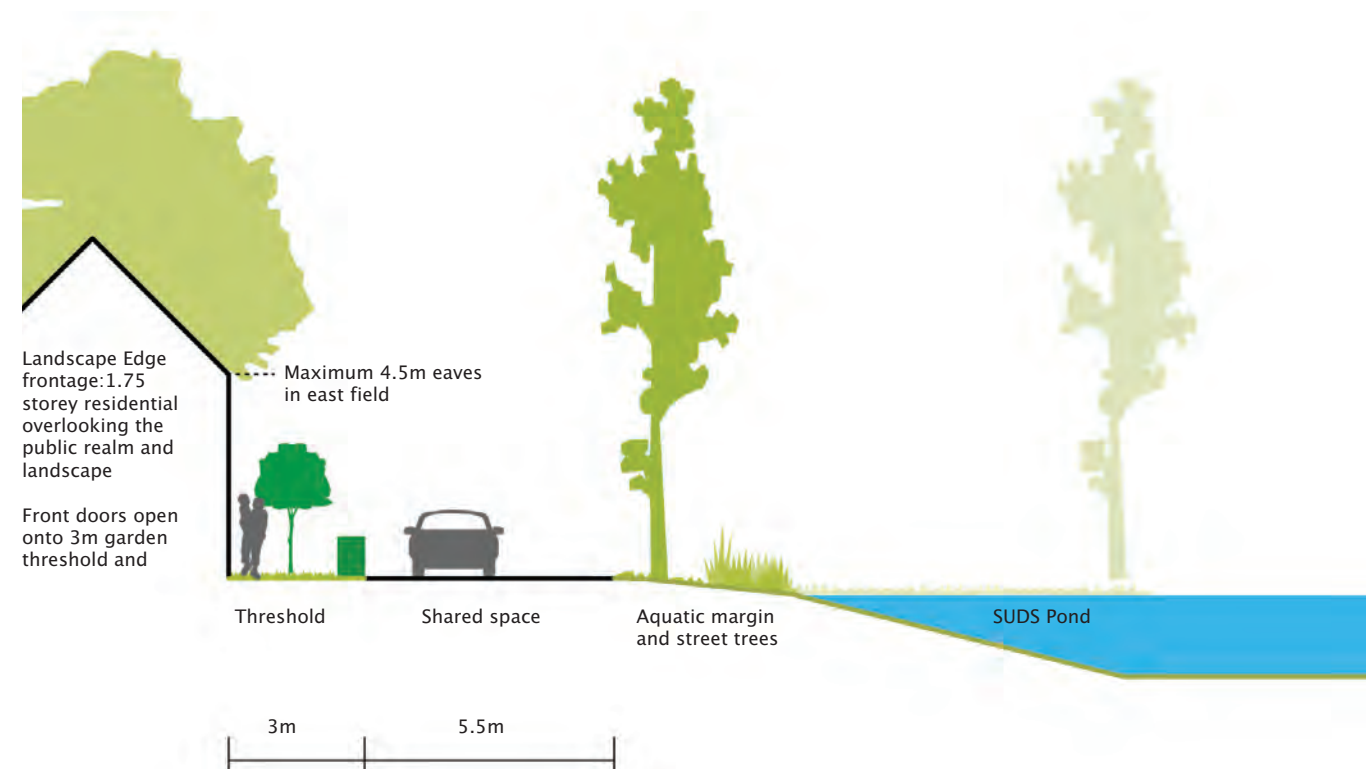 Landscape Edge
frontage:1.75
storey residential
overlooking the
public realm and
landscape
Front doors open
onto 3m garden
threshold and
Maximum 4.5m eaves
in east field
Threshold
Shared space
Aquatic margin
and street trees
SUDS Pond
3m
5.5m